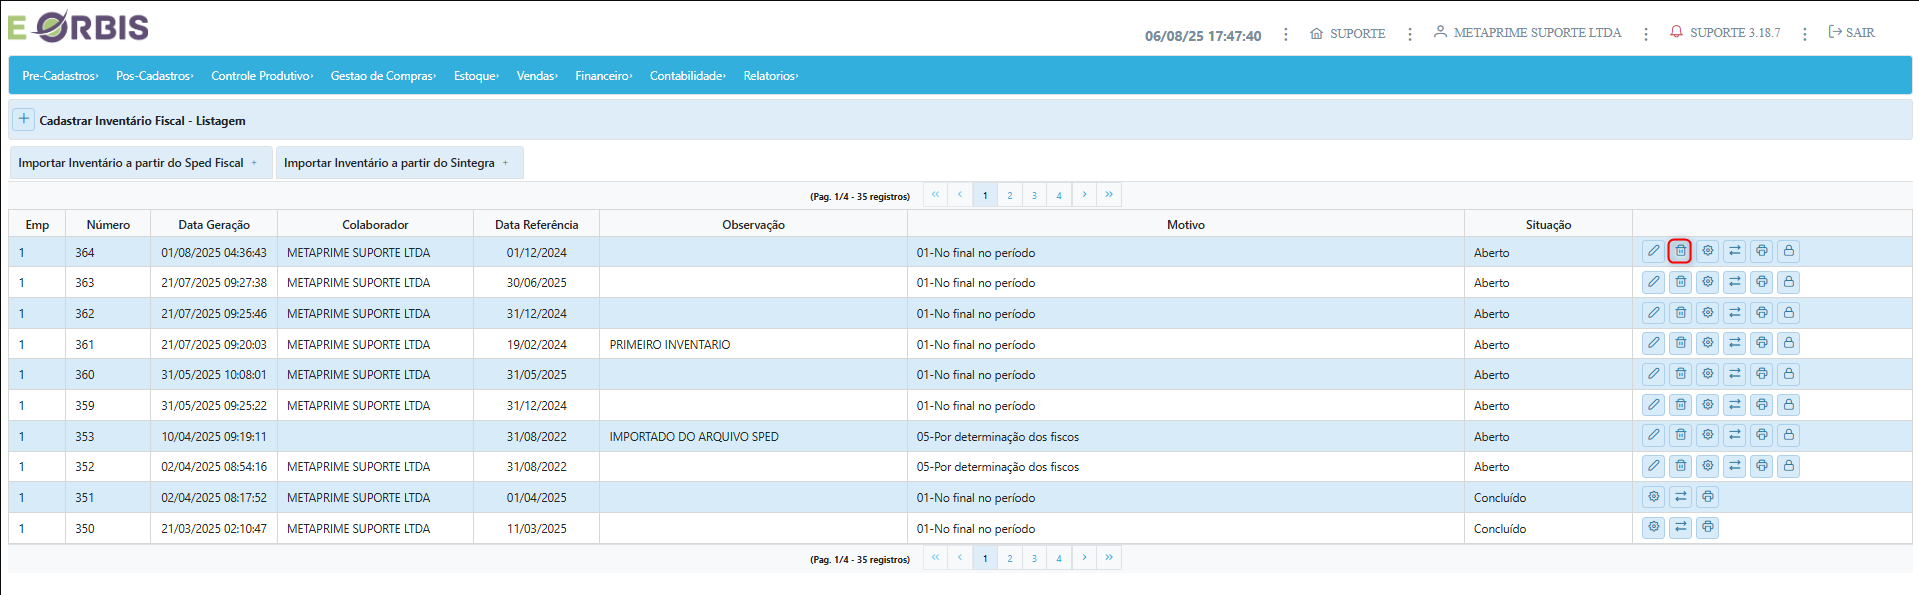 E-ORBIS
06/08/25 17:47:40 SUPORTE METAPRIME SUPORTE LTDA SUPORTE 3.18.7 SAIR
Pre-Cadastros Pos-Cadastros Controle Produtivo Gestao de Compras Estoque Vendas Financeiro Contabilidade Relatorios
+ Cadastrar Inventário Fiscal - Listagem
Importar Inventário a partir do Sped Fiscal + Importar Inventário a partir do Sintegra +
(Pag. 1/4 - 35 registros) « ‹ 1 2 3 4 › »
Emp Número Data Geração Colaborador Data Referência Observação Motivo Situação
1 364 01/08/2025 04:36:43 METAPRIME SUPORTE LTDA 01/12/2024 01-No final no período Aberto
1 363 21/07/2025 09:27:38 METAPRIME SUPORTE LTDA 30/06/2025 01-No final no período Aberto
1 362 21/07/2025 09:25:46 METAPRIME SUPORTE LTDA 31/12/2024 01-No final no período Aberto
1 361 21/07/2025 09:20:03 METAPRIME SUPORTE LTDA 19/02/2024 PRIMEIRO INVENTARIO 01-No final no período Aberto
1 360 31/05/2025 10:08:01 METAPRIME SUPORTE LTDA 31/05/2025 01-No final no período Aberto
1 359 31/05/2025 09:25:22 METAPRIME SUPORTE LTDA 31/12/2024 01-No final no período Aberto
1 353 10/04/2025 09:19:11 31/08/2022 IMPORTADO DO ARQUIVO SPED 05-Por determinação dos fiscos Aberto
1 352 02/04/2025 08:54:16 METAPRIME SUPORTE LTDA 31/08/2022 05-Por determinação dos fiscos Aberto
1 351 02/04/2025 08:17:52 METAPRIME SUPORTE LTDA 01/04/2025 01-No final no período Concluído
1 350 21/03/2025 02:10:47 METAPRIME SUPORTE LTDA 11/03/2025 01-No final no período Concluído
(Pag. 1/4 - 35 registros) « ‹ 1 2 3 4 › »